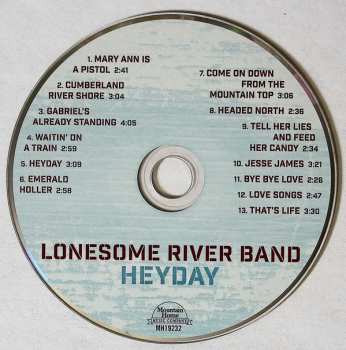 1. MARY ANN IS
A PISTOL 2:41
2. CUMBERLAND
RIVER SHORE 3:04
3. GABRIEL'S
ALREADY STANDING 4:05
4. WAITIN' ON
A TRAIN 2:59
5. HEYDAY 3:09
6. EMERALD
HOLLER 2:58
7. COME ON DOWN
FROM THE
MOUNTAIN TOP 3:06
8. HEADED NORTH 2:36
9. TELL HER LIES
AND FEED
HER CANDY 2:34
10. JESSE JAMES 3:21
11. BYE BYE LOVE 2:26
12. LOVE SONGS 2:47
13. THAT'S LIFE 3:30
LONESOME RIVER BAND
HEYDAY
Mountain
Home
MUSIC COMPANY
MH19232